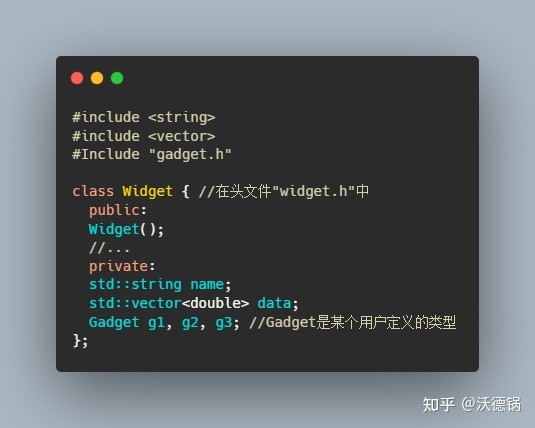 #include <string>
#include <vector>
#Include "gadget.h"
class Widget { //在头文件"widget.h"中
public:
Widget();
//...
private:
std::string name;
std::vector<double> data;
Gadget g1, g2, g3; //Gadget是某个用户定义的类型
};
知乎 @沃德锅